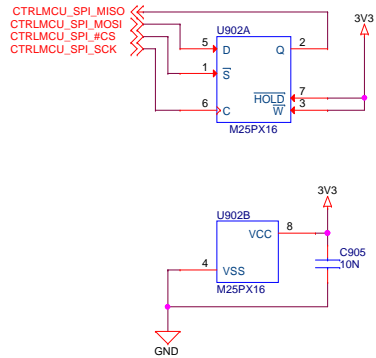 CTRLMCU_SPI_MISO
CTRLMCU_SPI_MOSI
CTRLMCU_SPI_#CS
CTRLMCU_SPI_SCK
U902A
3V3
5 D Q 2
1 S
6 C
HOLD 7
W 3
M25PX16
3V3
U902B
VCC 8
C905
10N
4 VSS
M25PX16
GND